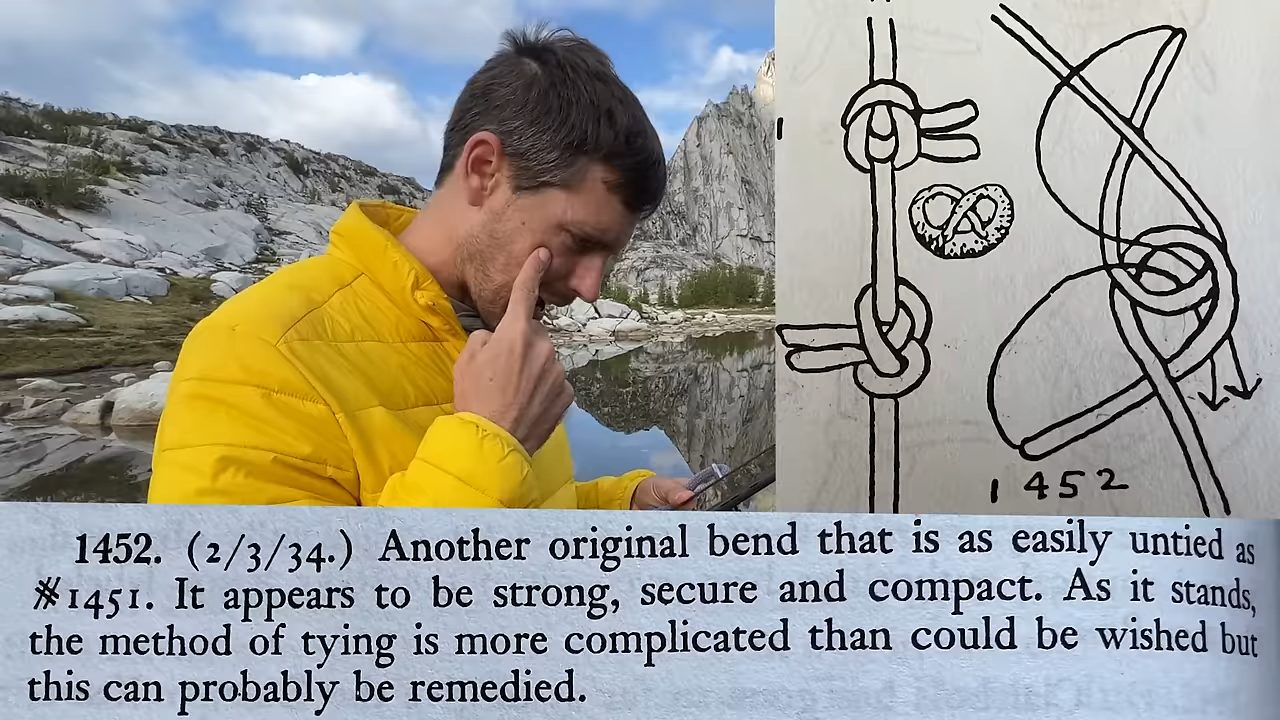 1452
1452. (2/3/34.) Another original bend that is as easily untied as
#1451. It appears to be strong, secure and compact. As it stands,
the method of tying is more complicated than could be wished but
this can probably be remedied.